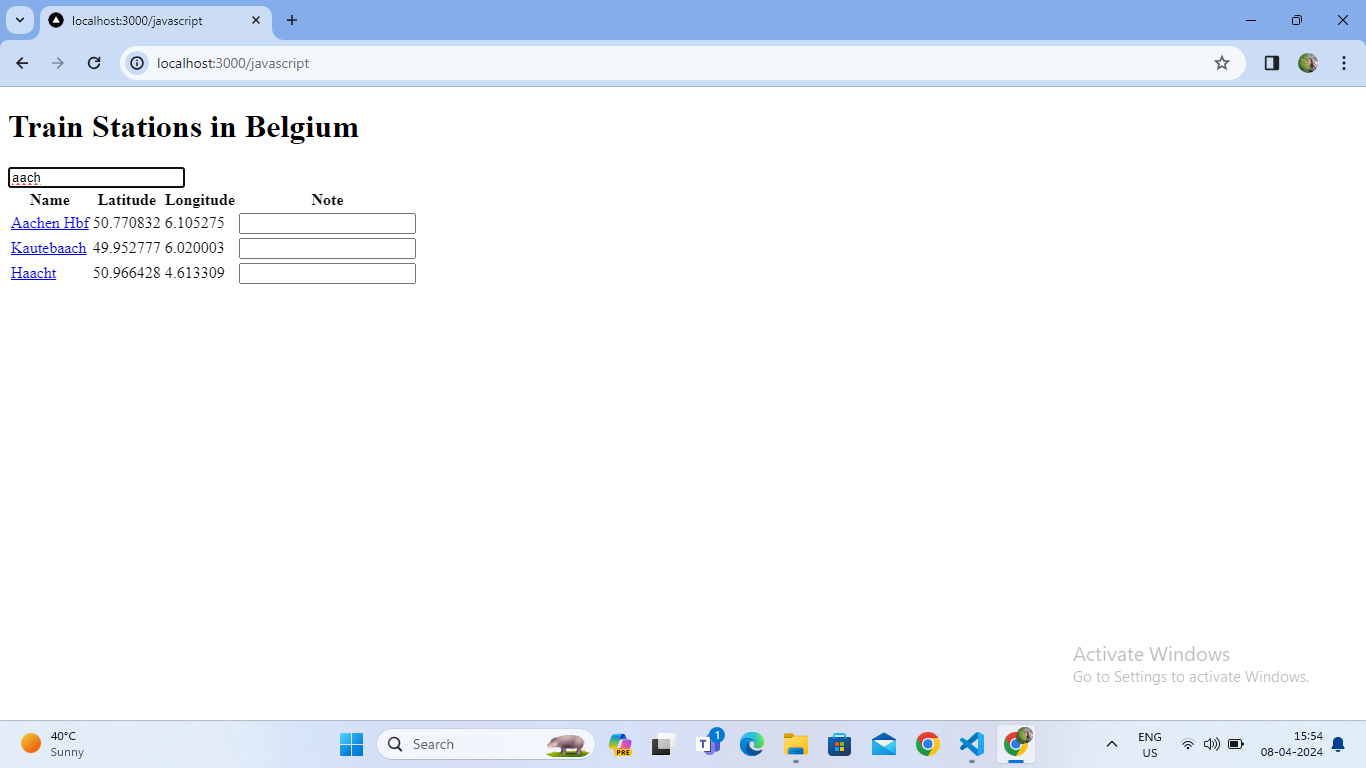 localhost:3000/javascript
localhost:3000/javascript
Train Stations in Belgium
aach
Name Latitude Longitude Note
Aachen Hbf 50.770832 6.105275
Kautebaach 49.952777 6.020003
Haacht 50.966428 4.613309
Activate Windows
Go to Settings to activate Windows.
40°C
Sunny
Search
PRE
T
1
ENG
US
15:54
08-04-2024